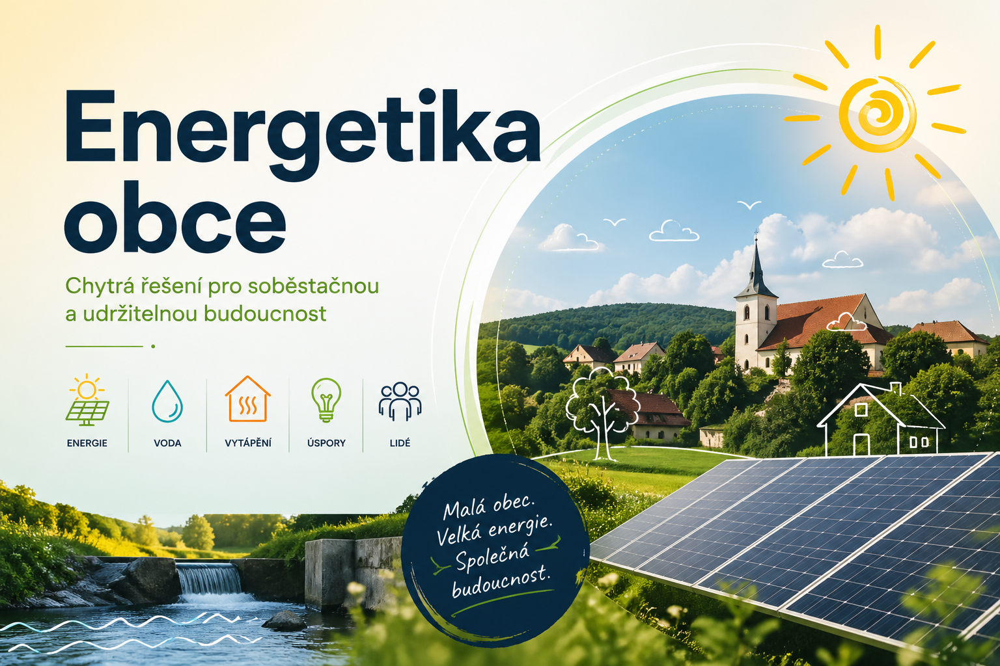 Energetika
obce
Chytrá řešení pro soběstačnou
a udržitelnou budoucnost
ENERGIE
VODA
VYTÁPĚNÍ
ÚSPORY
LIDÉ
Malá obec.
Velká energie.
Společná
budoucnost.